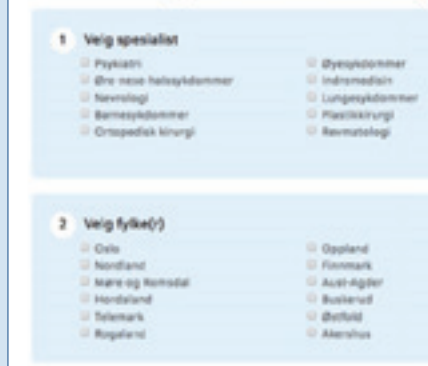 1 Velg spesialist
Psykiatri
Øre nese halssykdommer
Nevrologi
Barnesykdommer
Ortopedisk kirurgi
Øyesykdommer
Indremedisin
Lungesykdommer
Plastikkirurgi
Revmatologi
2 Velg fylke(r)
Oslo
Nordland
Møre og Romsdal
Hordaland
Telemark
Rogaland
Oppland
Finnmark
Aust-Agder
Buskerud
Østfold
Akershus